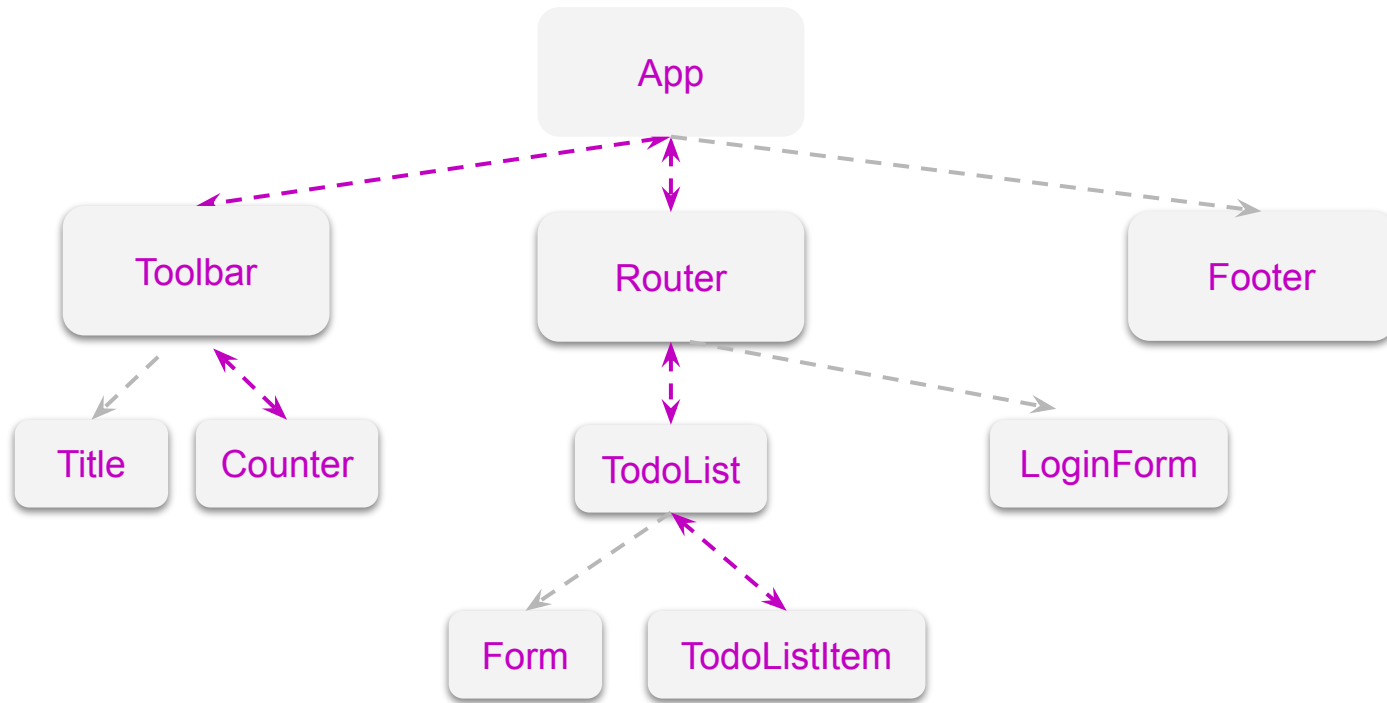 App
Toolbar
Router
Footer
Title
Counter
TodoList
LoginForm
Form
TodoListItem